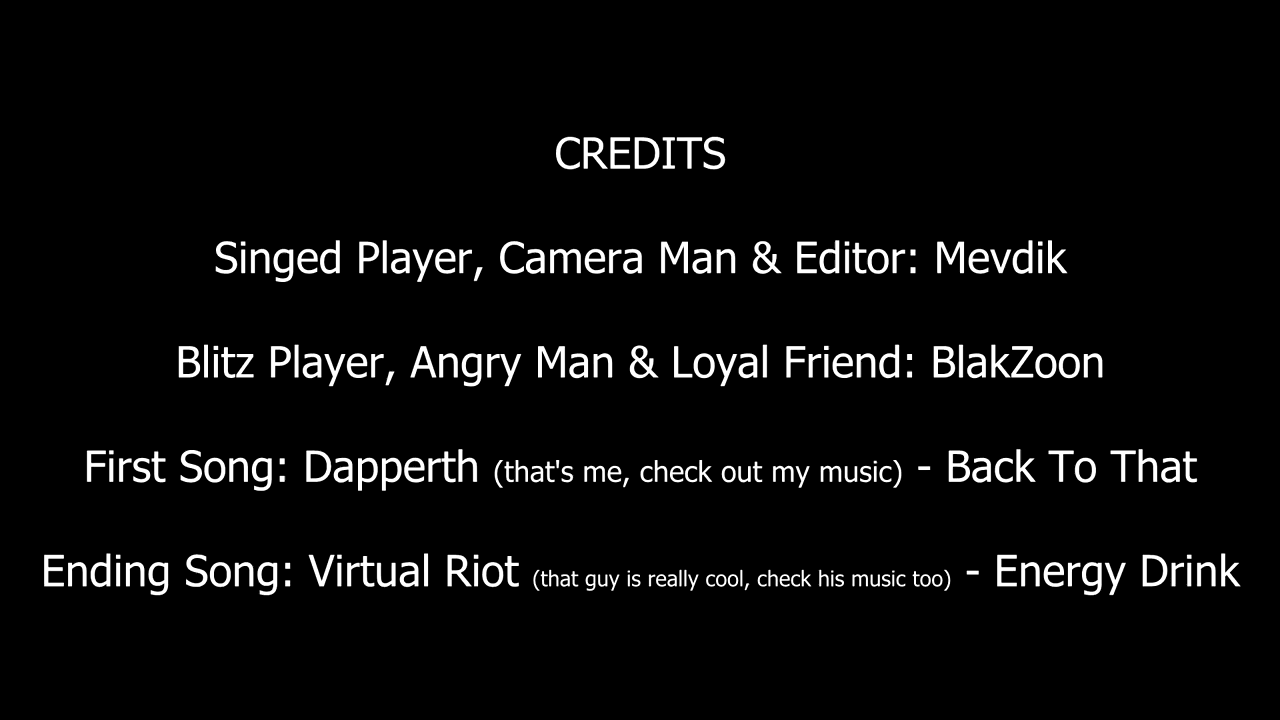 CREDITS
Singed Player, Camera Man & Editor: Mevdik
Blitz Player, Angry Man & Loyal Friend: BlakZoon
First Song: Dapperth (that's me, check out my music) - Back To That
Ending Song: Virtual Riot (that guy is really cool, check his music too) - Energy Drink